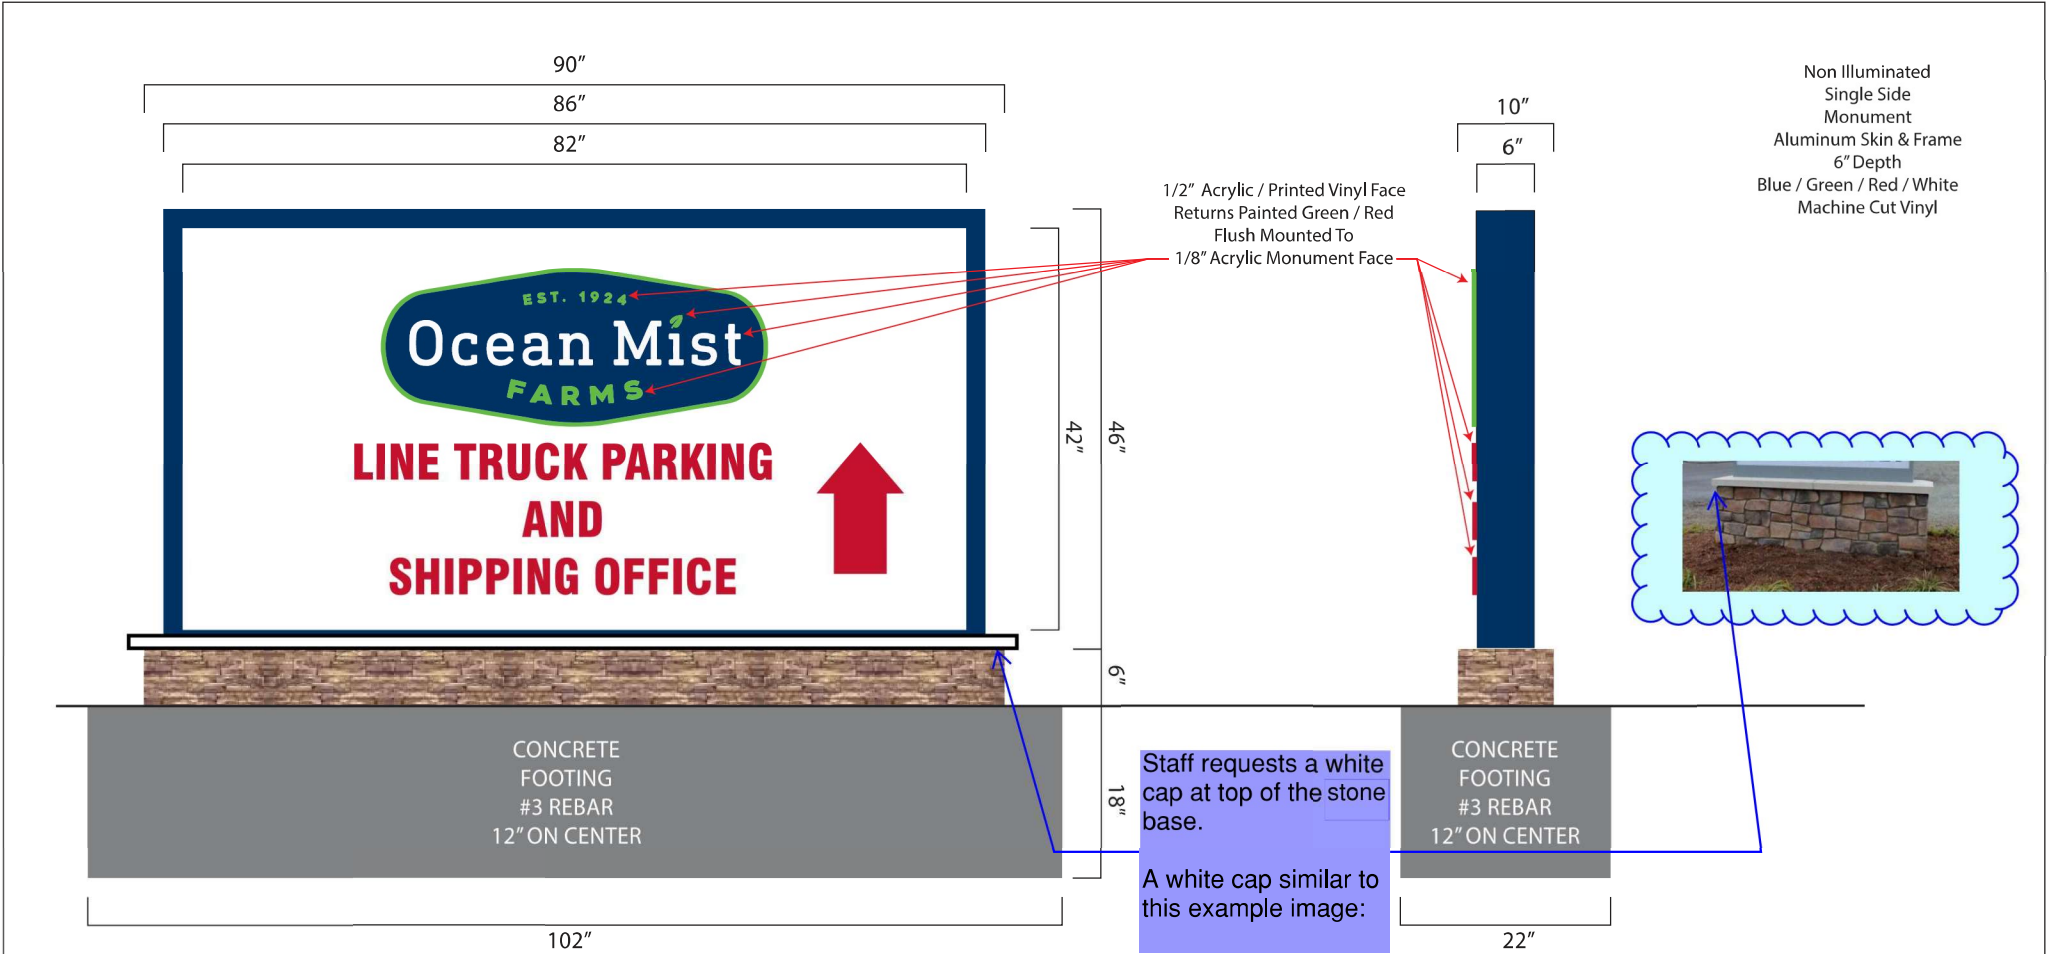 90”
86”
82”
10”
6”
Non Illuminated
Single Side
Monument
Aluminum Skin & Frame
6” Depth
Blue / Green / Red / White
Machine Cut Vinyl
1/2” Acrylic / Printed Vinyl Face
Returns Painted Green / Red
Flush Mounted To
1/8” Acrylic Monument Face
EST. 1924
Ocean Mist
FARMS
LINE TRUCK PARKING
AND
SHIPPING OFFICE
42”
46”
6”
18”
CONCRETE
FOOTING
#3 REBAR
12” ON CENTER
Staff requests a white
cap at top of the stone
base.
A white cap similar to
this example image:
CONCRETE
FOOTING
#3 REBAR
12” ON CENTER
102”
22”